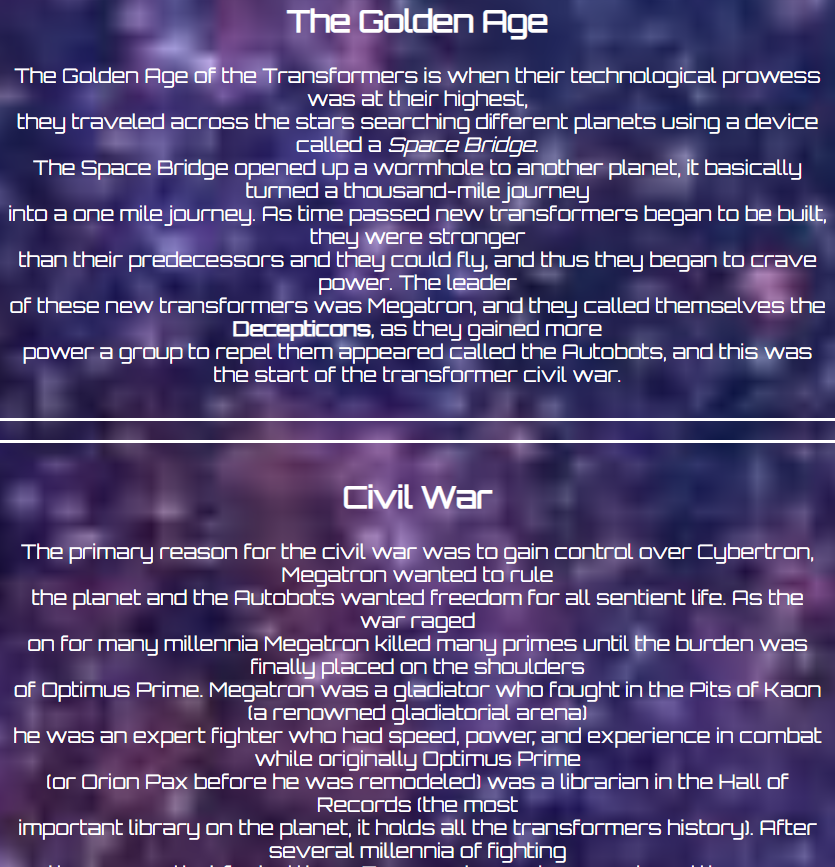 The Golden Age
The Golden Age of the Transformers is when their technological prowess
was at their highest,
they traveled across the stars searching different planets using a device
called a Space Bridge.
The Space Bridge opened up a wormhole to another planet, it basically
turned a thousand-mile journey
into a one mile journey. As time passed new transformers began to be built,
they were stronger
than their predecessors and they could fly, and thus they began to crave
power. The leader
of these new transformers was Megatron, and they called themselves the
Decepticons, as they gained more
power a group to repel them appeared called the Autobots, and this was
the start of the transformer civil war.
Civil War
The primary reason for the civil war was to gain control over Cybertron,
Megatron wanted to rule
the planet and the Autobots wanted freedom for all sentient life. As the
war raged
on for many millennia Megatron killed many primes until the burden was
finally placed on the shoulders
of Optimus Prime. Megatron was a gladiator who fought in the Pits of Kaon
(a renowned gladiatorial arena)
he was an expert fighter who had speed, power, and experience in combat
while originally Optimus Prime
(or Orion Pax before he was remodeled) was a librarian in the Hall of
Records (the most
important library on the planet, it holds all the transformers history). After
several millennia of fighting